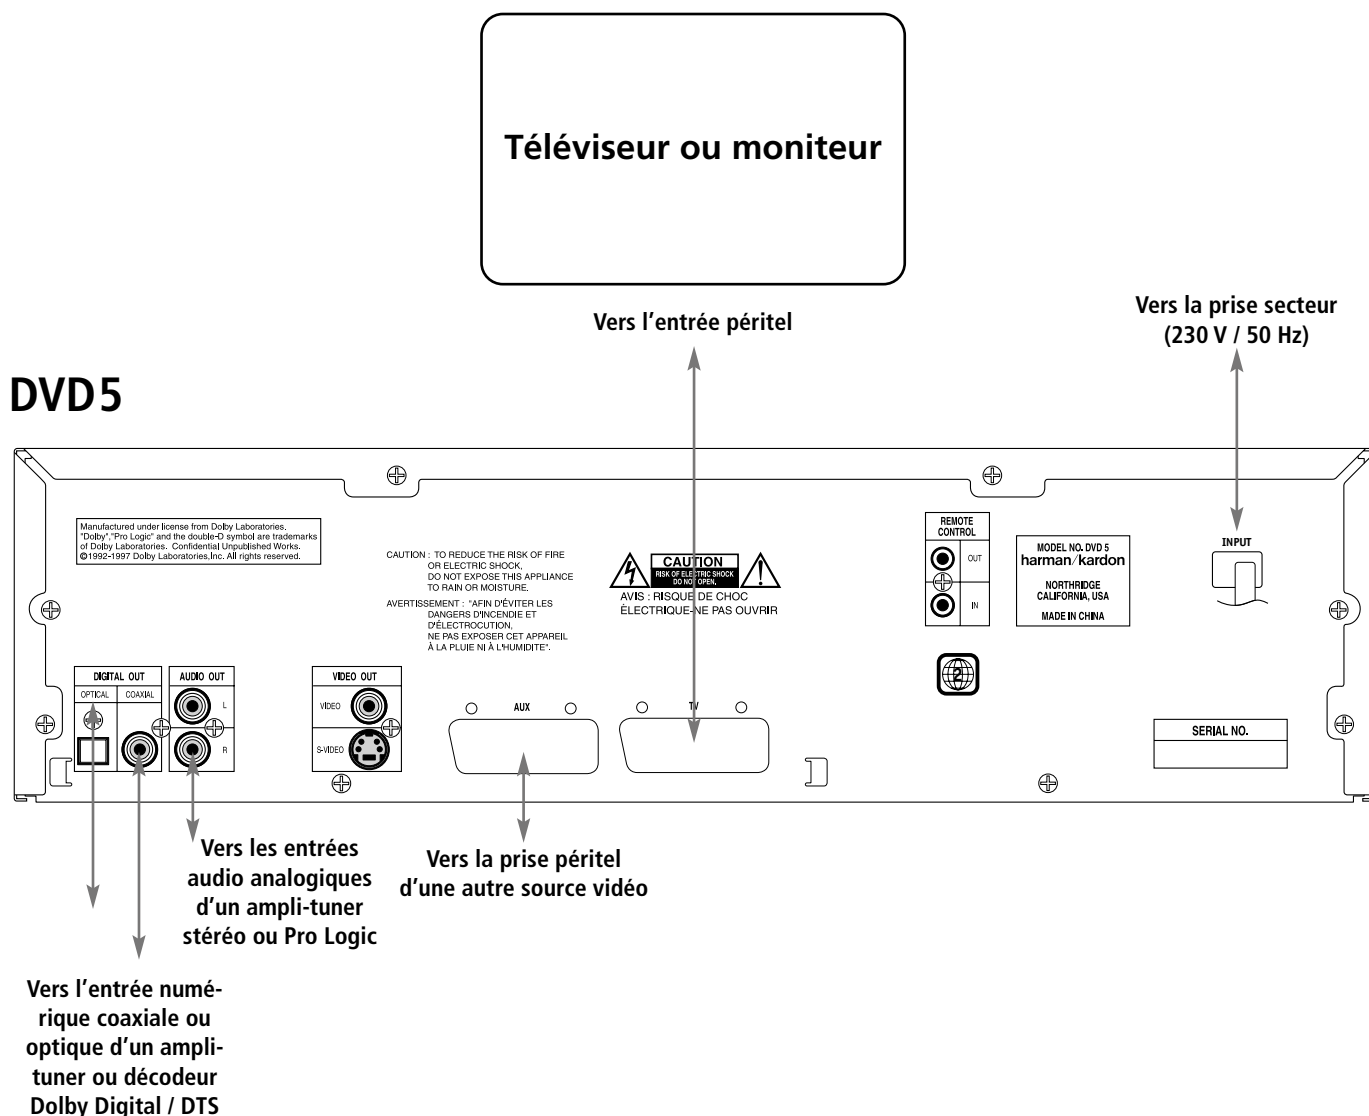 Téléviseur ou moniteur
Vers l'entrée péritel
Vers la prise secteur
(230 V / 50 Hz)
DVD5
Manufactured under license from Dolby Laboratories.
"Dolby","Pro Logic" and the double-D symbol are trademarks
of Dolby Laboratories. Confidential Unpublished Works.
©1992-1997 Dolby Laboratories,Inc. All rights reserved.
CAUTION : TO REDUCE THE RISK OF FIRE
OR ELECTRIC SHOCK,
DO NOT EXPOSE THIS APPLIANCE
TO RAIN OR MOISTURE.
AVERTISSEMENT : "AFIN D'ÉVITER LES
DANGERS D'INCENDIE ET
D'ÉLECTROCUTION,
NE PAS EXPOSER CET APPAREIL
À LA PLUIE NI À L'HUMIDITE".
CAUTION
RISK OF ELECTRIC SHOCK
DO NOT OPEN.
AVIS : RISQUE DE CHOC
ÉLECTRIQUE-NE PAS OUVRIR
REMOTE
CONTROL
OUT
IN
MODEL NO. DVD 5
harman/kardon
NORTHRIDGE
CALIFORNIA, USA
MADE IN CHINA
INPUT
2
DIGITAL OUT
OPTICAL
COAXIAL
AUDIO OUT
L
R
VIDEO OUT
VIDEO
S-VIDEO
AUX
TV
SERIAL NO.
Vers les entrées
audio analogiques
d'un ampli-tuner
stéréo ou Pro Logic
Vers la prise péritel
d'une autre source vidéo
Vers l'entrée numé-
rique coaxiale ou
optique d'un ampli-
tuner ou décodeur
Dolby Digital / DTS